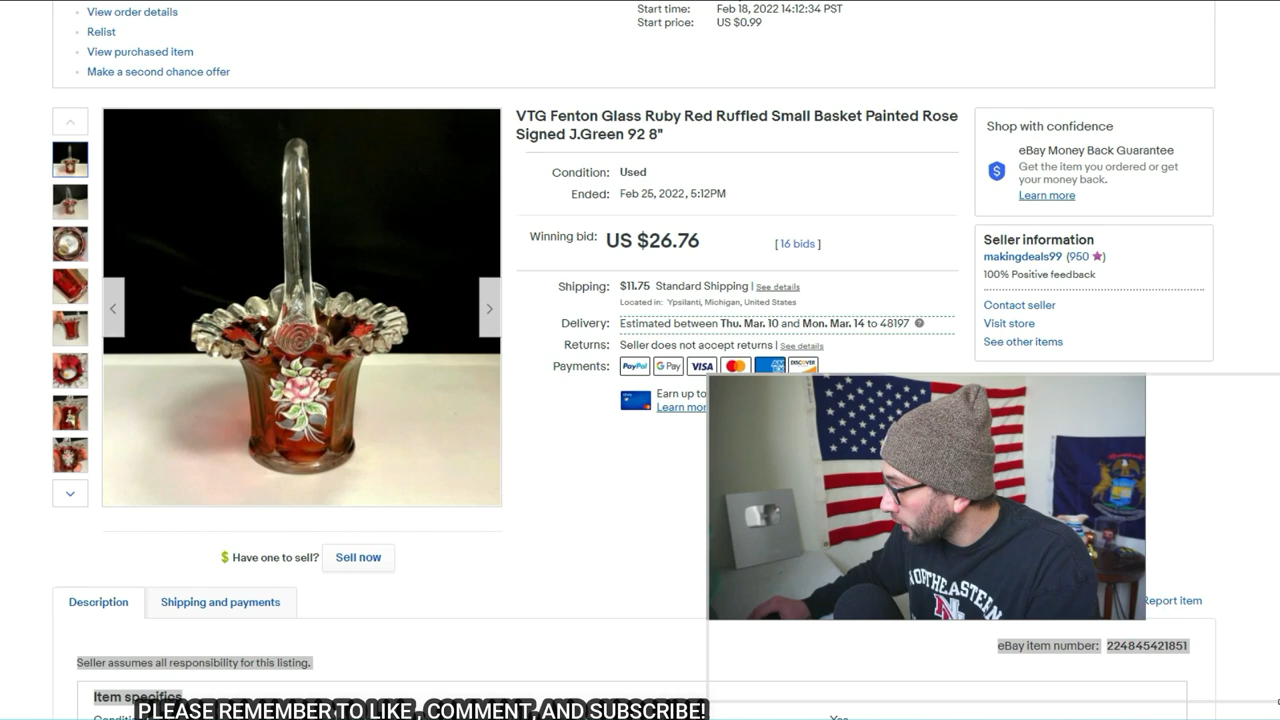 View order details
Start time: Feb 18, 2022 14:12:34 PST
Relist
Start price: US $0.99
View purchased item
Make a second chance offer
VTG Fenton Glass Ruby Red Ruffled Small Basket Painted Rose
Signed J.Green 92 8"
Condition: Used
Ended: Feb 25, 2022, 5:12PM
Winning bid: US $26.76 [ 16 bids ]
Shipping: $11.75 Standard Shipping | See details
Located in: Ypsilanti, Michigan, United States
Delivery: Estimated between Thu. Mar. 10 and Mon. Mar. 14 to 48197
Returns: Seller does not accept returns | See details
Payments: PayPal G Pay VISA DISCOVER
Earn up to
Learn mor
Shop with confidence
eBay Money Back Guarantee
Get the item you ordered or get
your money back.
Learn more
Seller information
makingdeals99 (950 )
100% Positive feedback
Contact seller
Visit store
See other items
NORTHEASTERN
N
$ Have one to sell? Sell now
Description
Shipping and payments
Report item
eBay item number: 224845421851
Seller assumes all responsibility for this listing.
Item specifics
PLEASE REMEMBER TO LIKE, COMMENT, AND SUBSCRIBE!